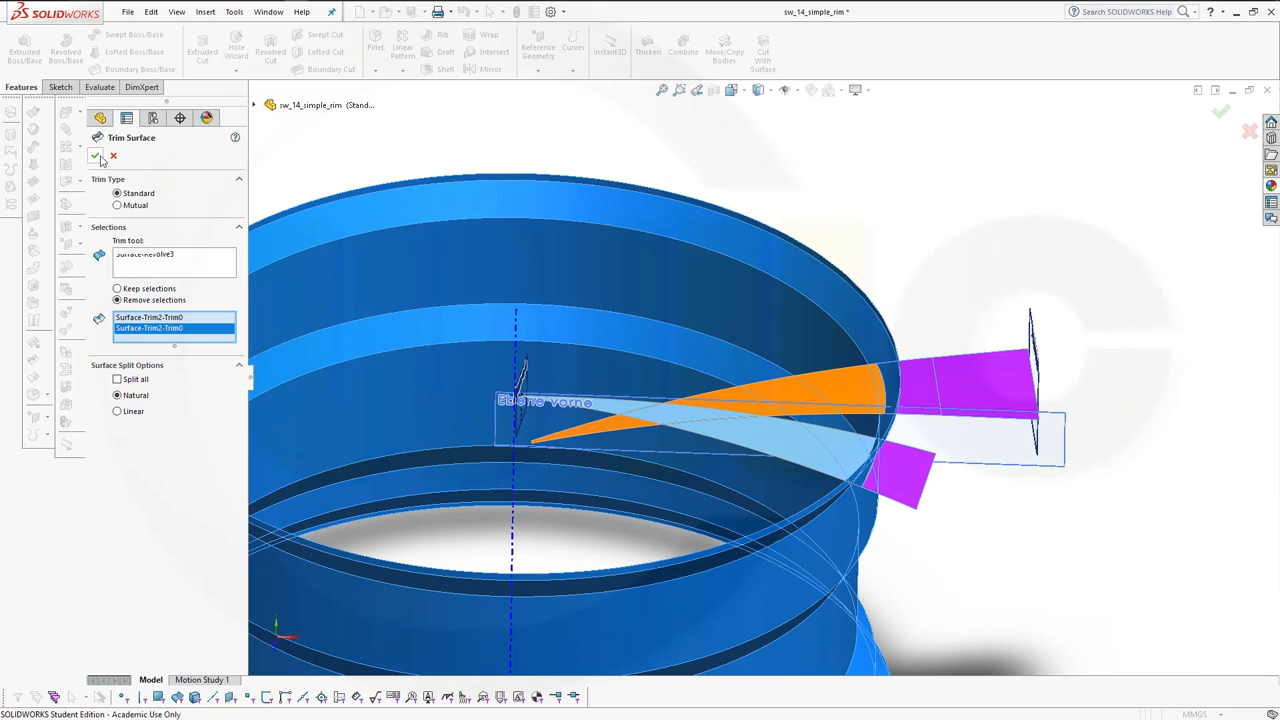 SOLIDWORKS
File
Edit
View
Insert
Tools
Window
Help
sw_14_simple_rim *
Search SOLIDWORKS Help
Extruded Boss/Base
Revolved Boss/Base
Swept Boss/Base
Lofted Boss/Base
Boundary Boss/Base
Extruded Cut
Hole Wizard
Revolved Cut
Swept Cut
Lofted Cut
Boundary Cut
Fillet
Linear Pattern
Rib
Draft
Shell
Wrap
Intersect
Mirror
Reference Geometry
Curves
Instant3D
Thicken
Combine
Move/Copy Bodies
Cut With Surface
Features
Sketch
Evaluate
DimXpert
sw_14_simple_rim (Stand...
Trim Surface
Trim Type
Standard
Mutual
Selections
Trim tool:
Surface-Revolve3
Keep selections
Remove selections
Surface-Trim2-Trim0
Surface-Trim2-Trim0
Surface Split Options
Split all
Natural
Linear
Ebene vorne
Model
Motion Study 1
SOLIDWORKS Student Edition - Academic Use Only
MMGS